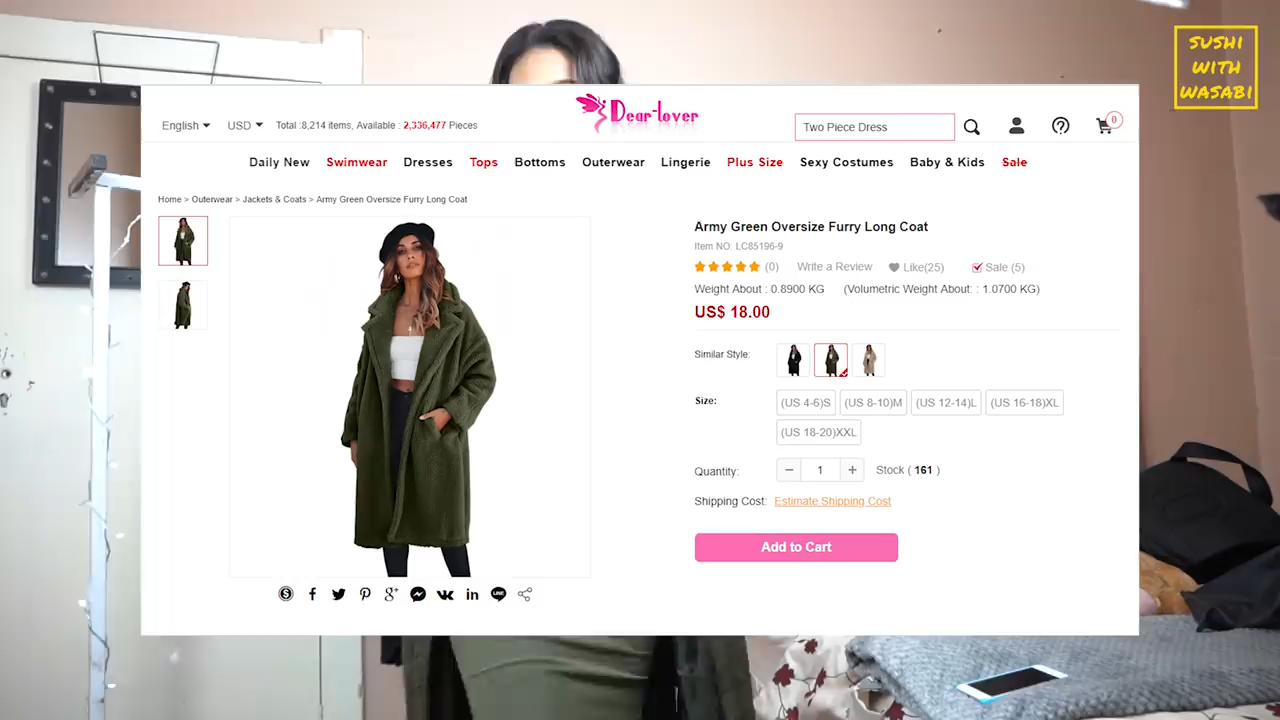 SUSHI
WITH
WASABI
Dear-lover
English USD Total :8,214 items, Available : 2,336,477 Pieces
Two Piece Dress
0
Daily New Swimwear Dresses Tops Bottoms Outerwear Lingerie Plus Size Sexy Costumes Baby & Kids Sale
Home > Outerwear > Jackets & Coats > Army Green Oversize Furry Long Coat
Army Green Oversize Furry Long Coat
Item NO: LC85196-9
(0) Write a Review Like(25) Sale (5)
Weight About : 0.8900 KG (Volumetric Weight About: : 1.0700 KG)
US$ 18.00
Similar Style:
Size: (US 4-6)S (US 8-10)M (US 12-14)L (US 16-18)XL
(US 18-20)XXL
Quantity: − 1 + Stock ( 161 )
Shipping Cost: Estimate Shipping Cost
Add to Cart